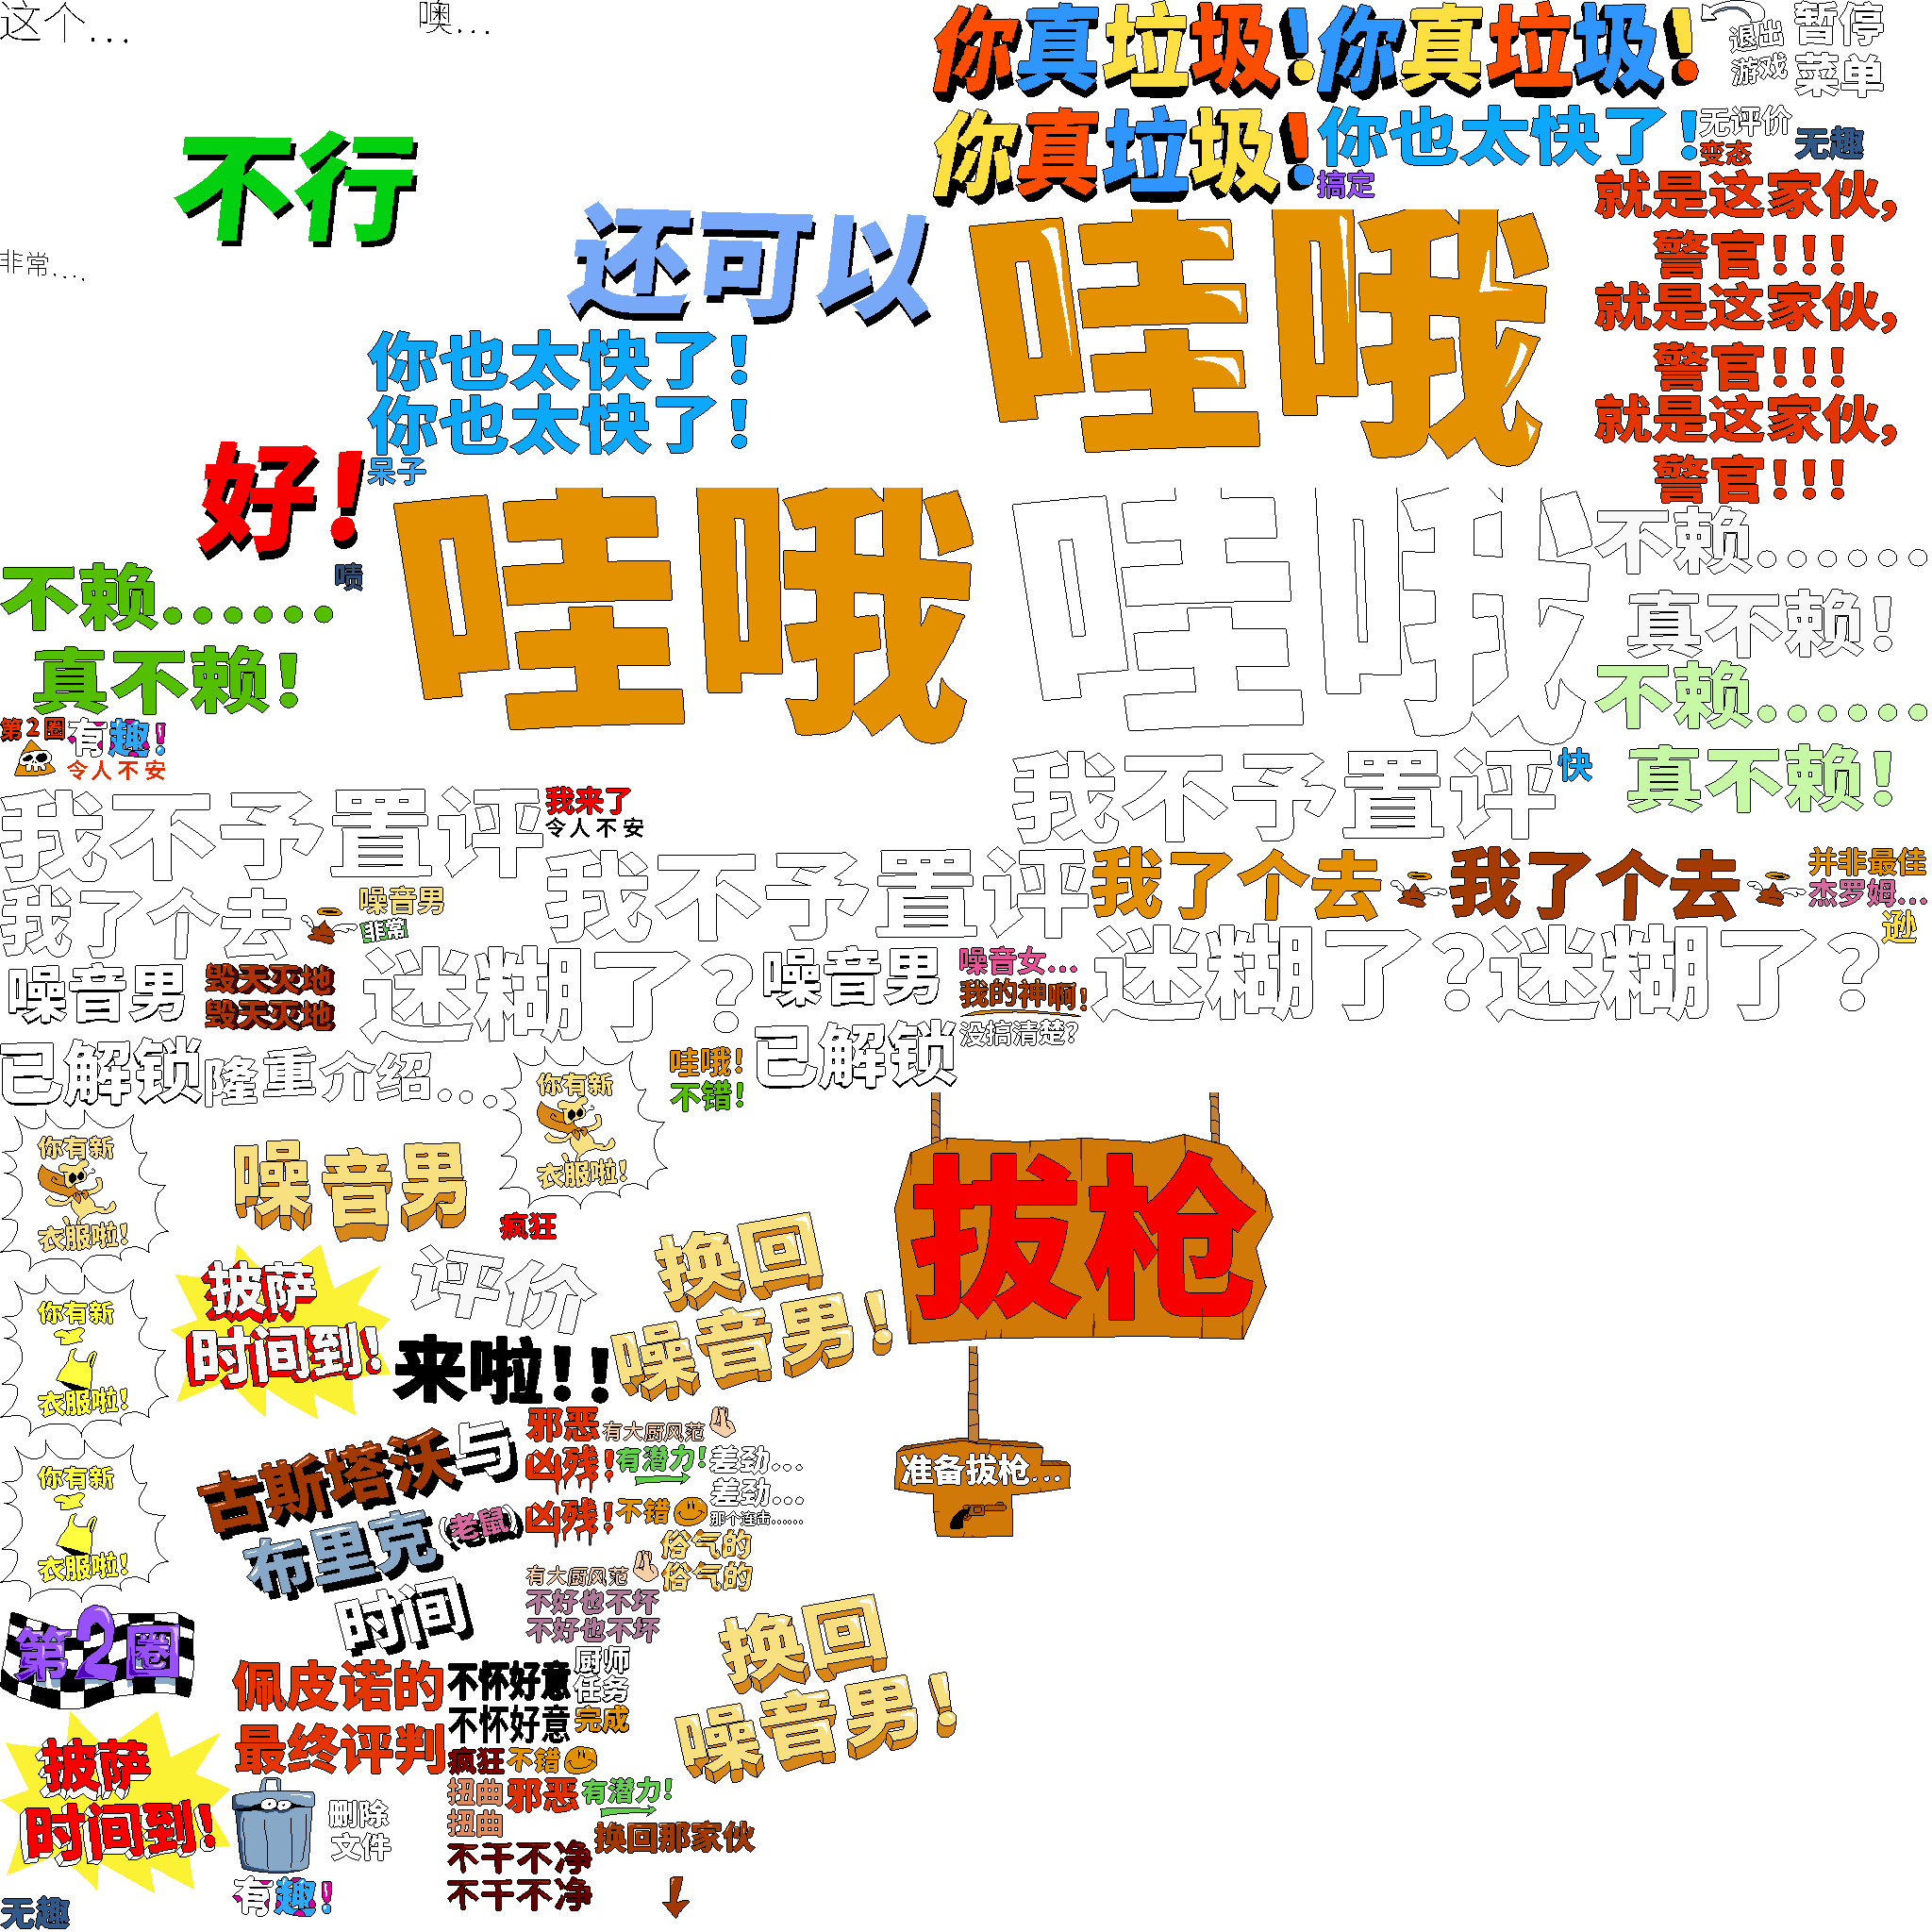 这个...
噢...
你真垃圾!
你真垃圾!
退出
游戏
暂停
菜单
你真垃圾!
你也太快了!
搞定
无评价
变态
无趣
不行
还可以
哇哦
就是这家伙,
警官!!!
就是这家伙,
警官!!!
就是这家伙,
警官!!!
非常....
你也太快了!
你也太快了!
呆子
好!
啧
哇哦
哇哦
不赖......
真不赖!
不赖......
真不赖!
不赖......
真不赖!
第2圈
有趣!
令人不安
我不予置评
快
我不予置评
我来了
令人不安
我不予置评
我了个去
我了个去
并非最佳
杰罗姆...
逊
我了个去
噪音男
非常
噪音男
已解锁
毁天灭地
毁天灭地
迷糊了?
噪音男
已解锁
噪音女...
我的神啊!
没搞清楚?
迷糊了?
迷糊了?
隆重介绍...
你有新
衣服啦!
哇哦!
不错!
你有新
衣服啦!
噪音男
疯狂
拔枪
你有新
衣服啦!
披萨
时间到!
评价
来啦!!
换回
噪音男!
准备拔枪...
你有新
衣服啦!
古斯塔沃与
布里克(老鼠)
时间
邪恶
有大厨风范
凶残!
有潜力!
差劲...
差劲...
凶残!
不错
那个连击......
俗气的
俗气的
有大厨风范
不好也不坏
不好也不坏
第2圈
佩皮诺的
最终评判
不怀好意
不怀好意
厨师
任务
完成
换回
噪音男!
披萨
时间到!
疯狂
不错
扭曲
扭曲
邪恶
有潜力!
删除
文件
换回那家伙
不干不净
不干不净
有趣!
无趣